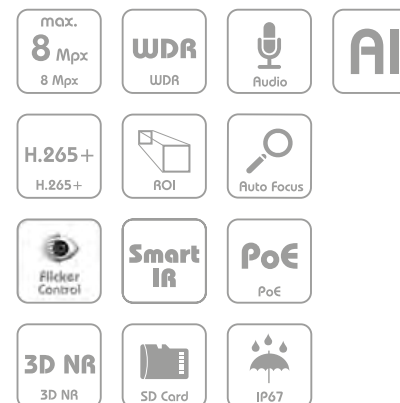 max.
8 Mpx
8 Mpx
WDR
WDR
Audio
AI
H.265+
H.265+
ROI
Auto Focus
Flicker
Control
Smart
IR
PoE
PoE
3D NR
3D NR
SD Card
IP67